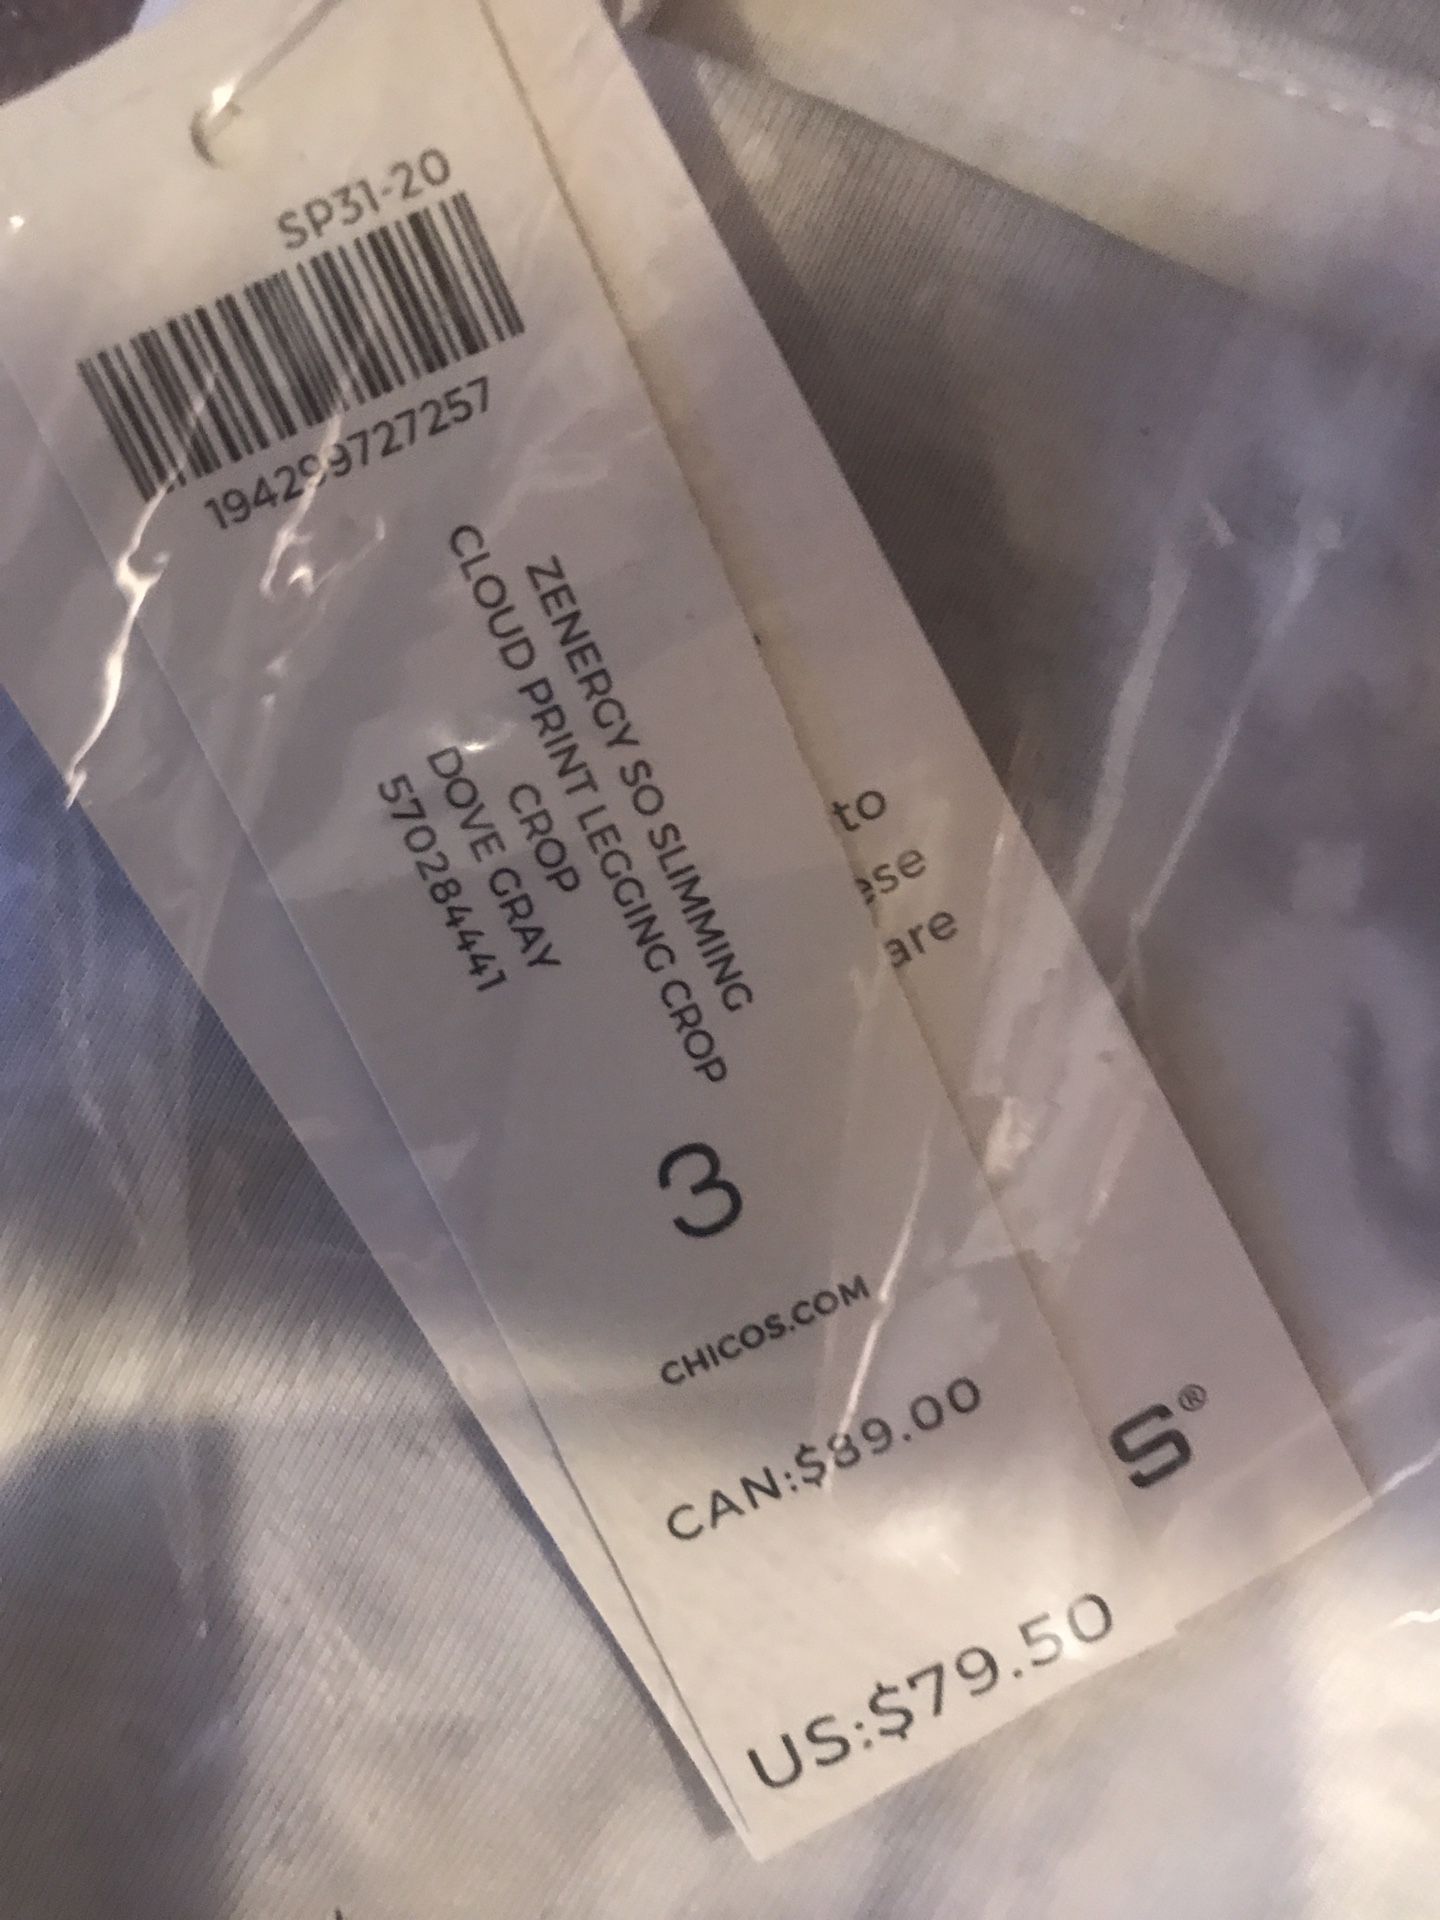 SP31-20
194299727257
ZENERGY SO SLIMMING
CLOUD PRINT LEGGING CROP
CROP
DOVE GRAY
570284441
3
CHICOS.COM
CAN:$89.00
US:$79.50
to
are
S®